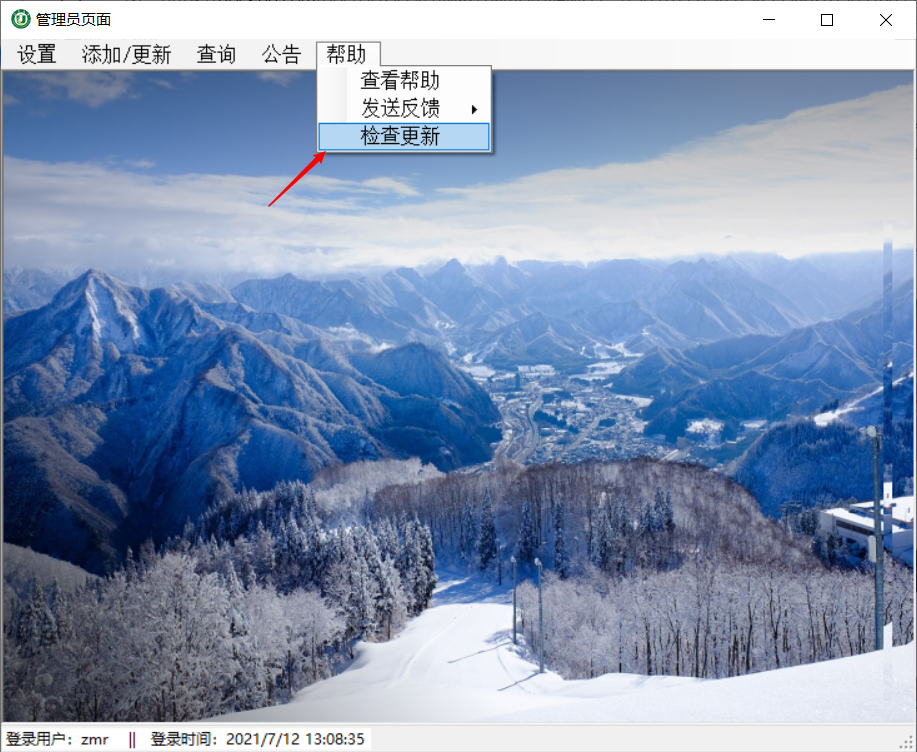 管理员页面
设置 添加/更新 查询 公告 帮助
查看帮助
发送反馈
检查更新
登录用户：zmr || 登录时间：2021/7/12 13:08:35